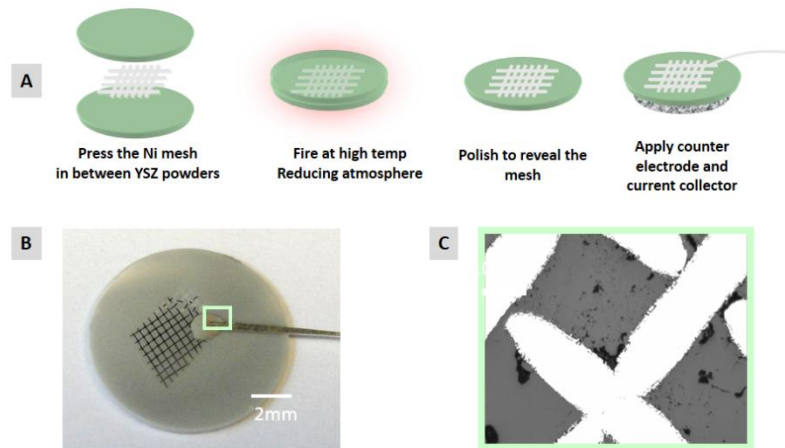 A
Press the Ni mesh
in between YSZ powders
Fire at high temp
Reducing atmosphere
Polish to reveal the
mesh
Apply counter
electrode and
current collector
B
2mm
C